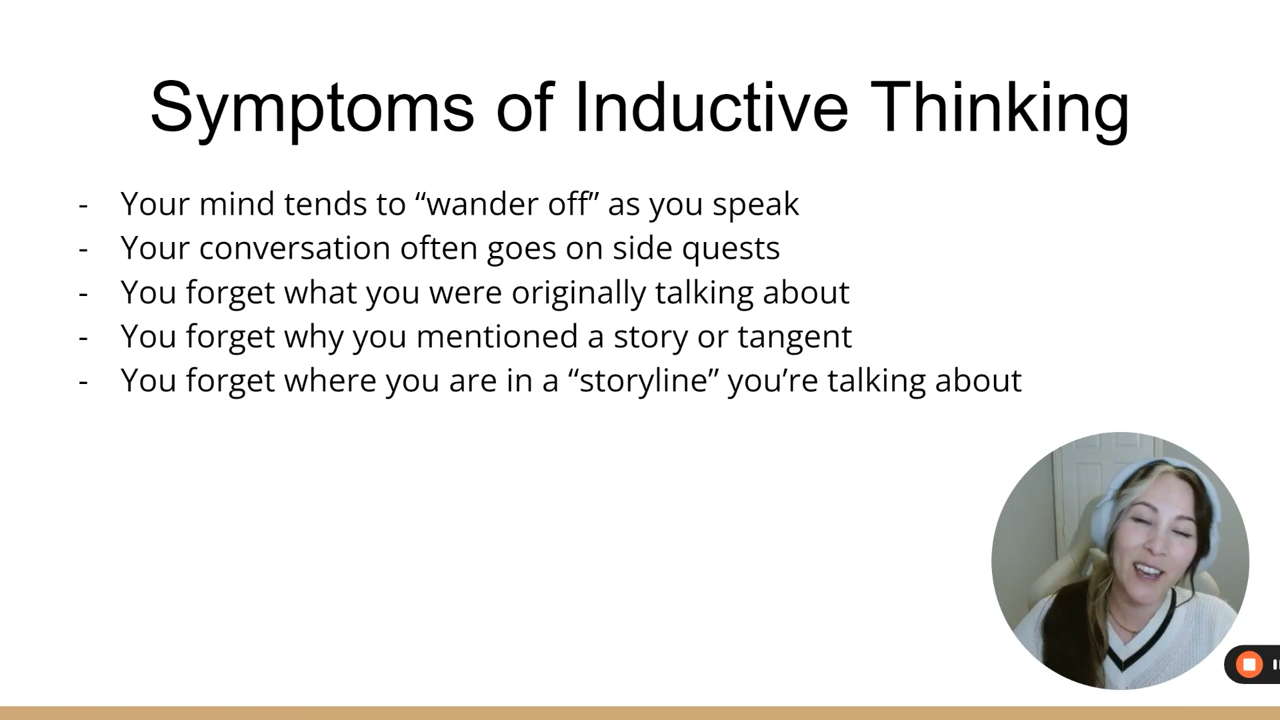 Symptoms of Inductive Thinking
- Your mind tends to “wander off” as you speak
- Your conversation often goes on side quests
- You forget what you were originally talking about
- You forget why you mentioned a story or tangent
- You forget where you are in a “storyline” you’re talking about